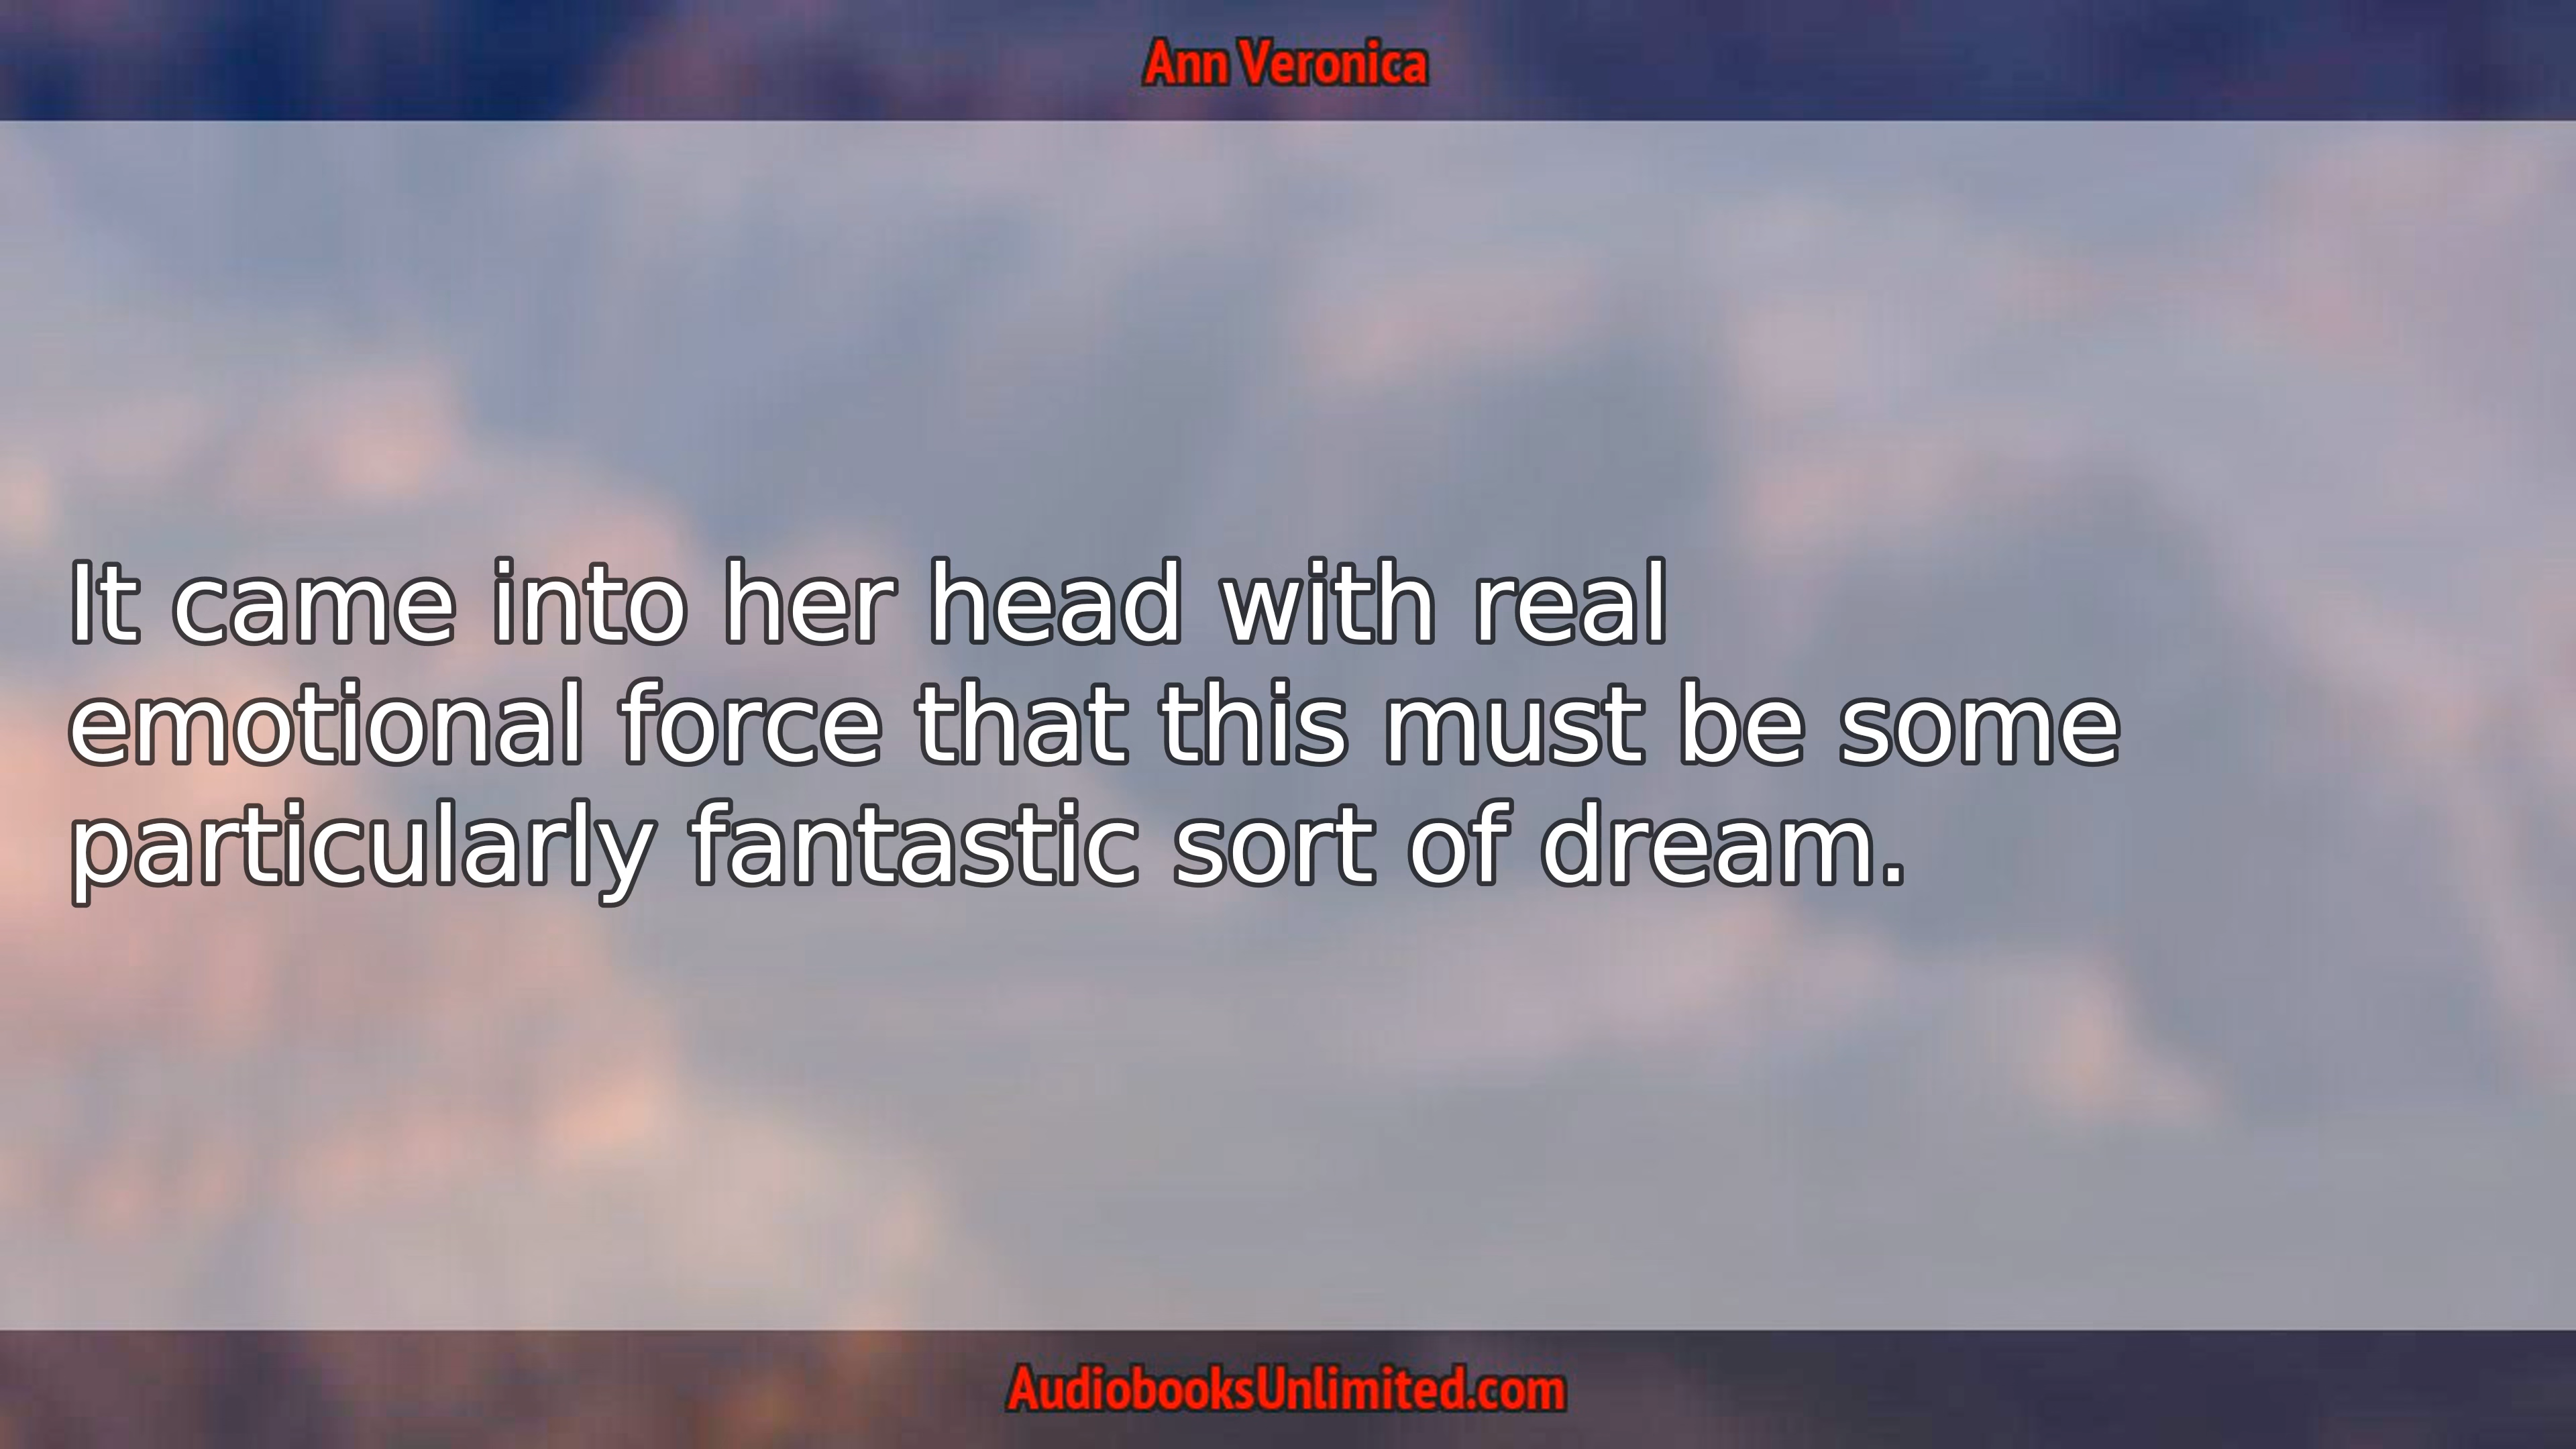 Ann Veronica
It came into her head with real
emotional force that this must be some
particularly fantastic sort of dream.
AudiobooksUnlimited.com